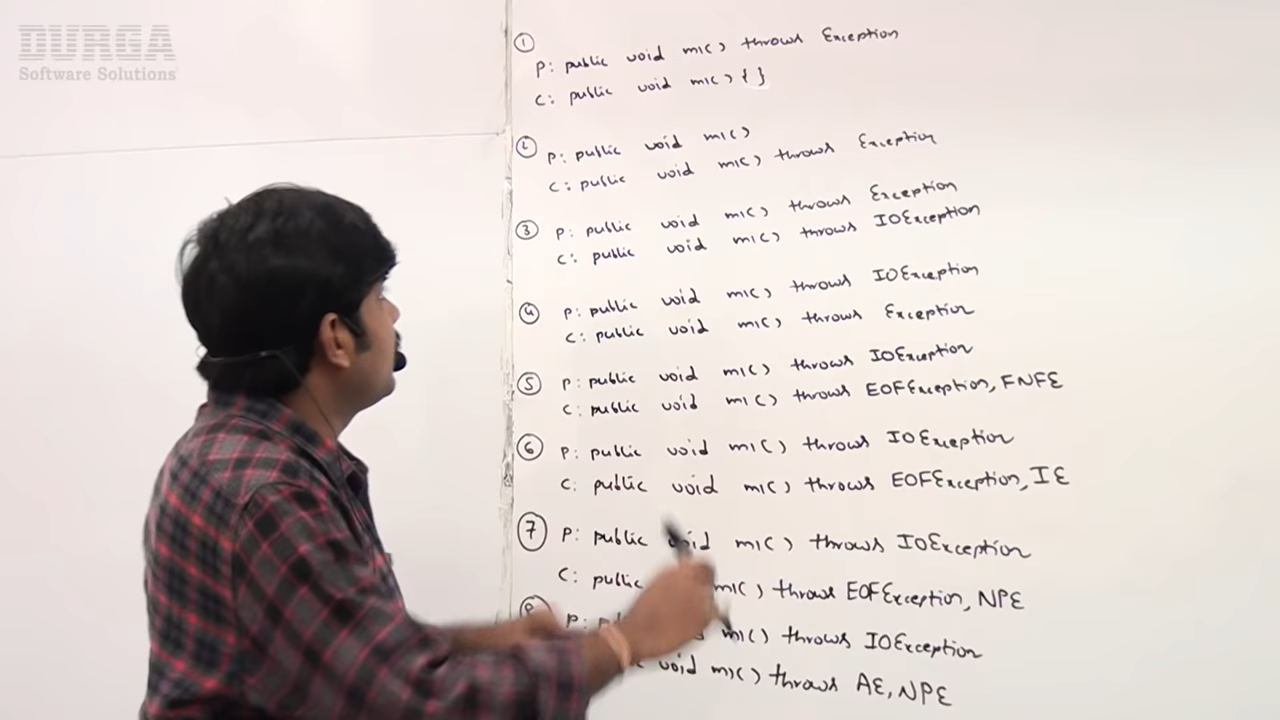 DURGA
Software Solutions
① P: public void m1() throws Exception
C: public void m1() { }
② P: public void m1()
C: public void m1() throws Exception
③ P: public void m1() throws Exception
C: public void m1() throws IOException
④ P: public void m1() throws IOException
C: public void m1() throws Exception
⑤ P: public void m1() throws IOException
C: public void m1() throws EOFException, FNFE
⑥ P: public void m1() throws IOException
C: public void m1() throws EOFException, IE
⑦ P: public void m1() throws IOException
C: public m1() throws EOFException, NPE
⑧ P: m1() throws IOException
void m1() throws AE, NPE